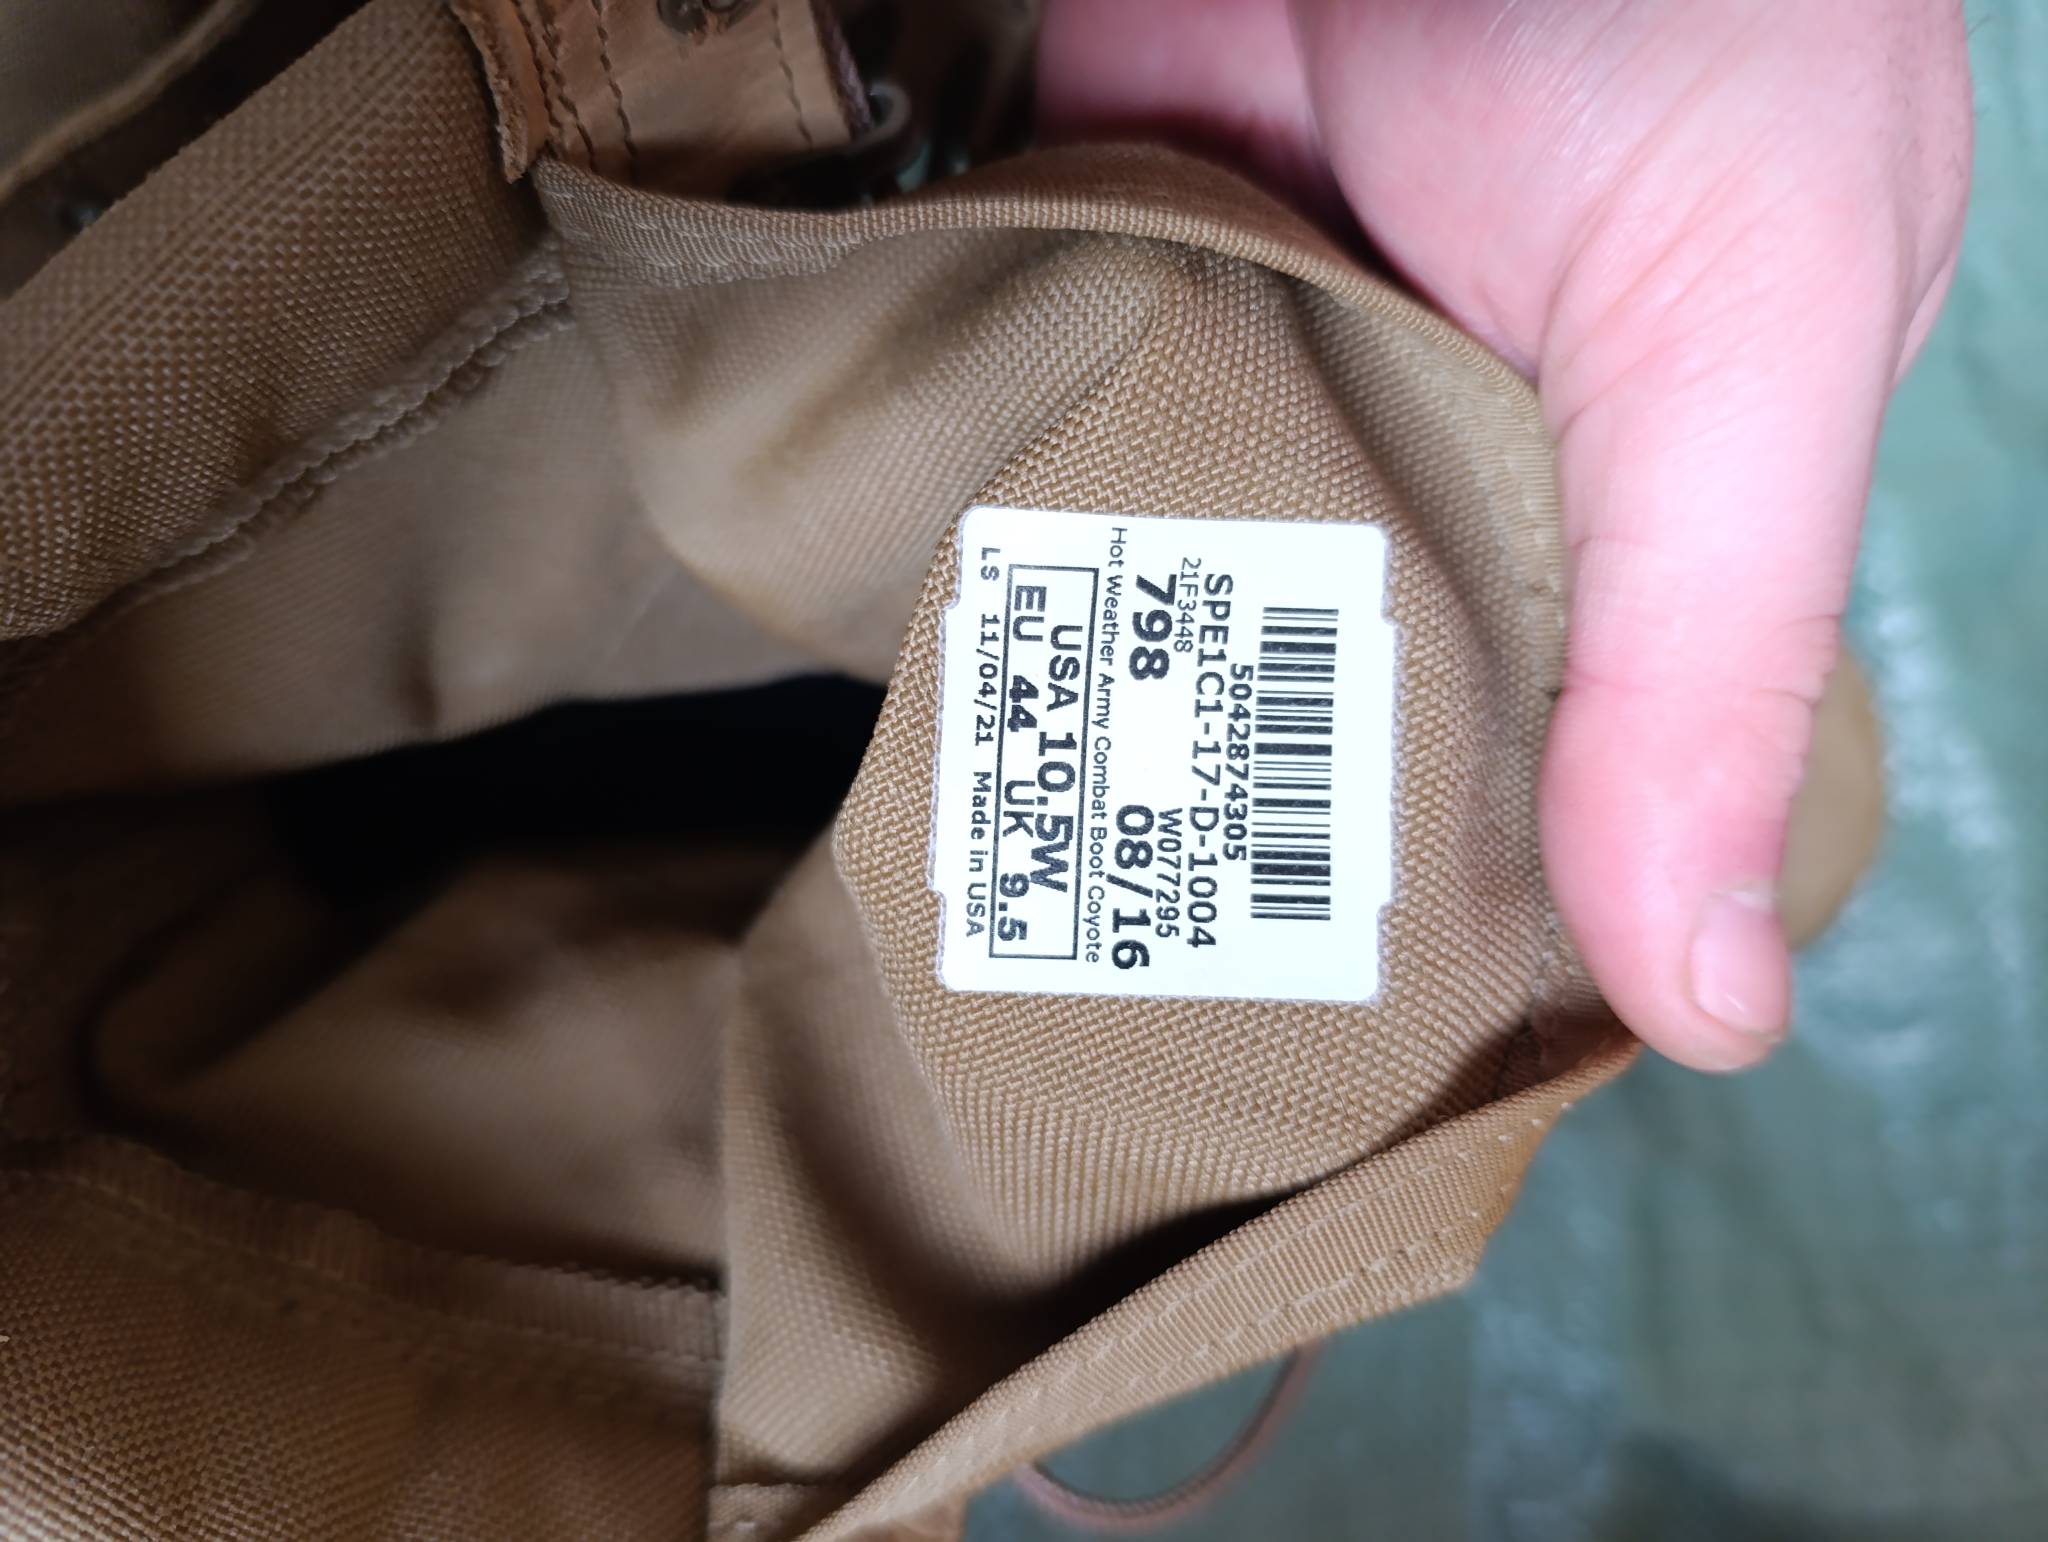 5042874305
SPE1C1-17-D-1004
21F3448 W077295
798 08/16
Hot Weather Army Combat Boot Coyote
USA 10.5W
EU 44 UK 9.5
LS 11/04/21 Made in USA